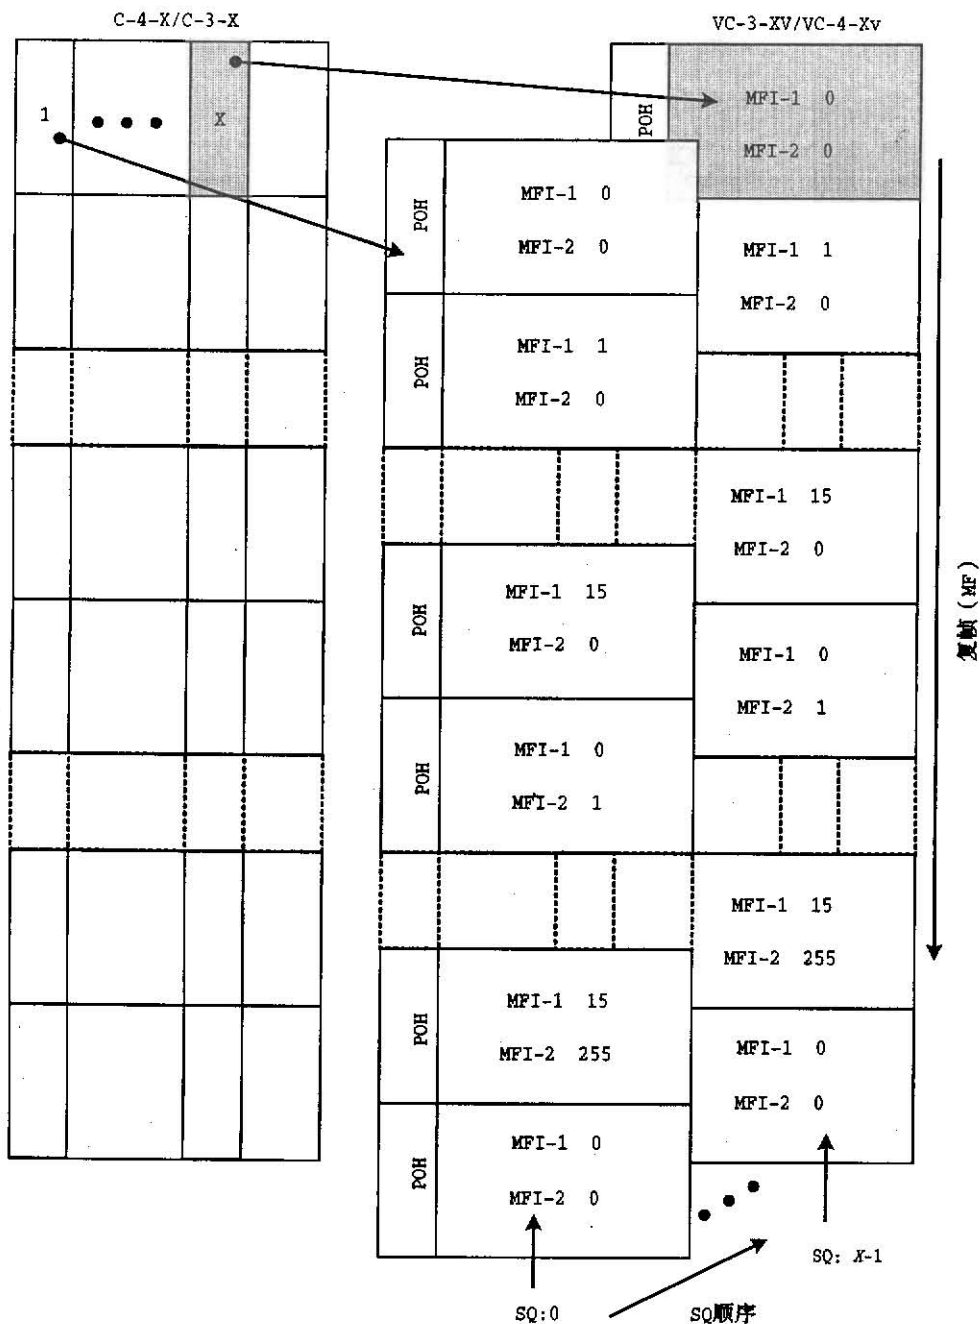 C-4-X/C-3-X
VC-3-XV/VC-4-Xv
1
X
POH
MFI-1 0
MFI-2 0
POH
MFI-1 0
MFI-2 0
MFI-1 1
MFI-2 0
POH
MFI-1 1
MFI-2 0
MFI-1 15
MFI-2 0
POH
MFI-1 15
MFI-2 0
MFI-1 0
MFI-2 1
POH
MFI-1 0
MFI-2 1
MFI-1 15
MFI-2 255
POH
MFI-1 15
MFI-2 255
MFI-1 0
MFI-2 0
POH
MFI-1 0
MFI-2 0
复帧（MF）
SQ: X-1
SQ:0
SQ顺序